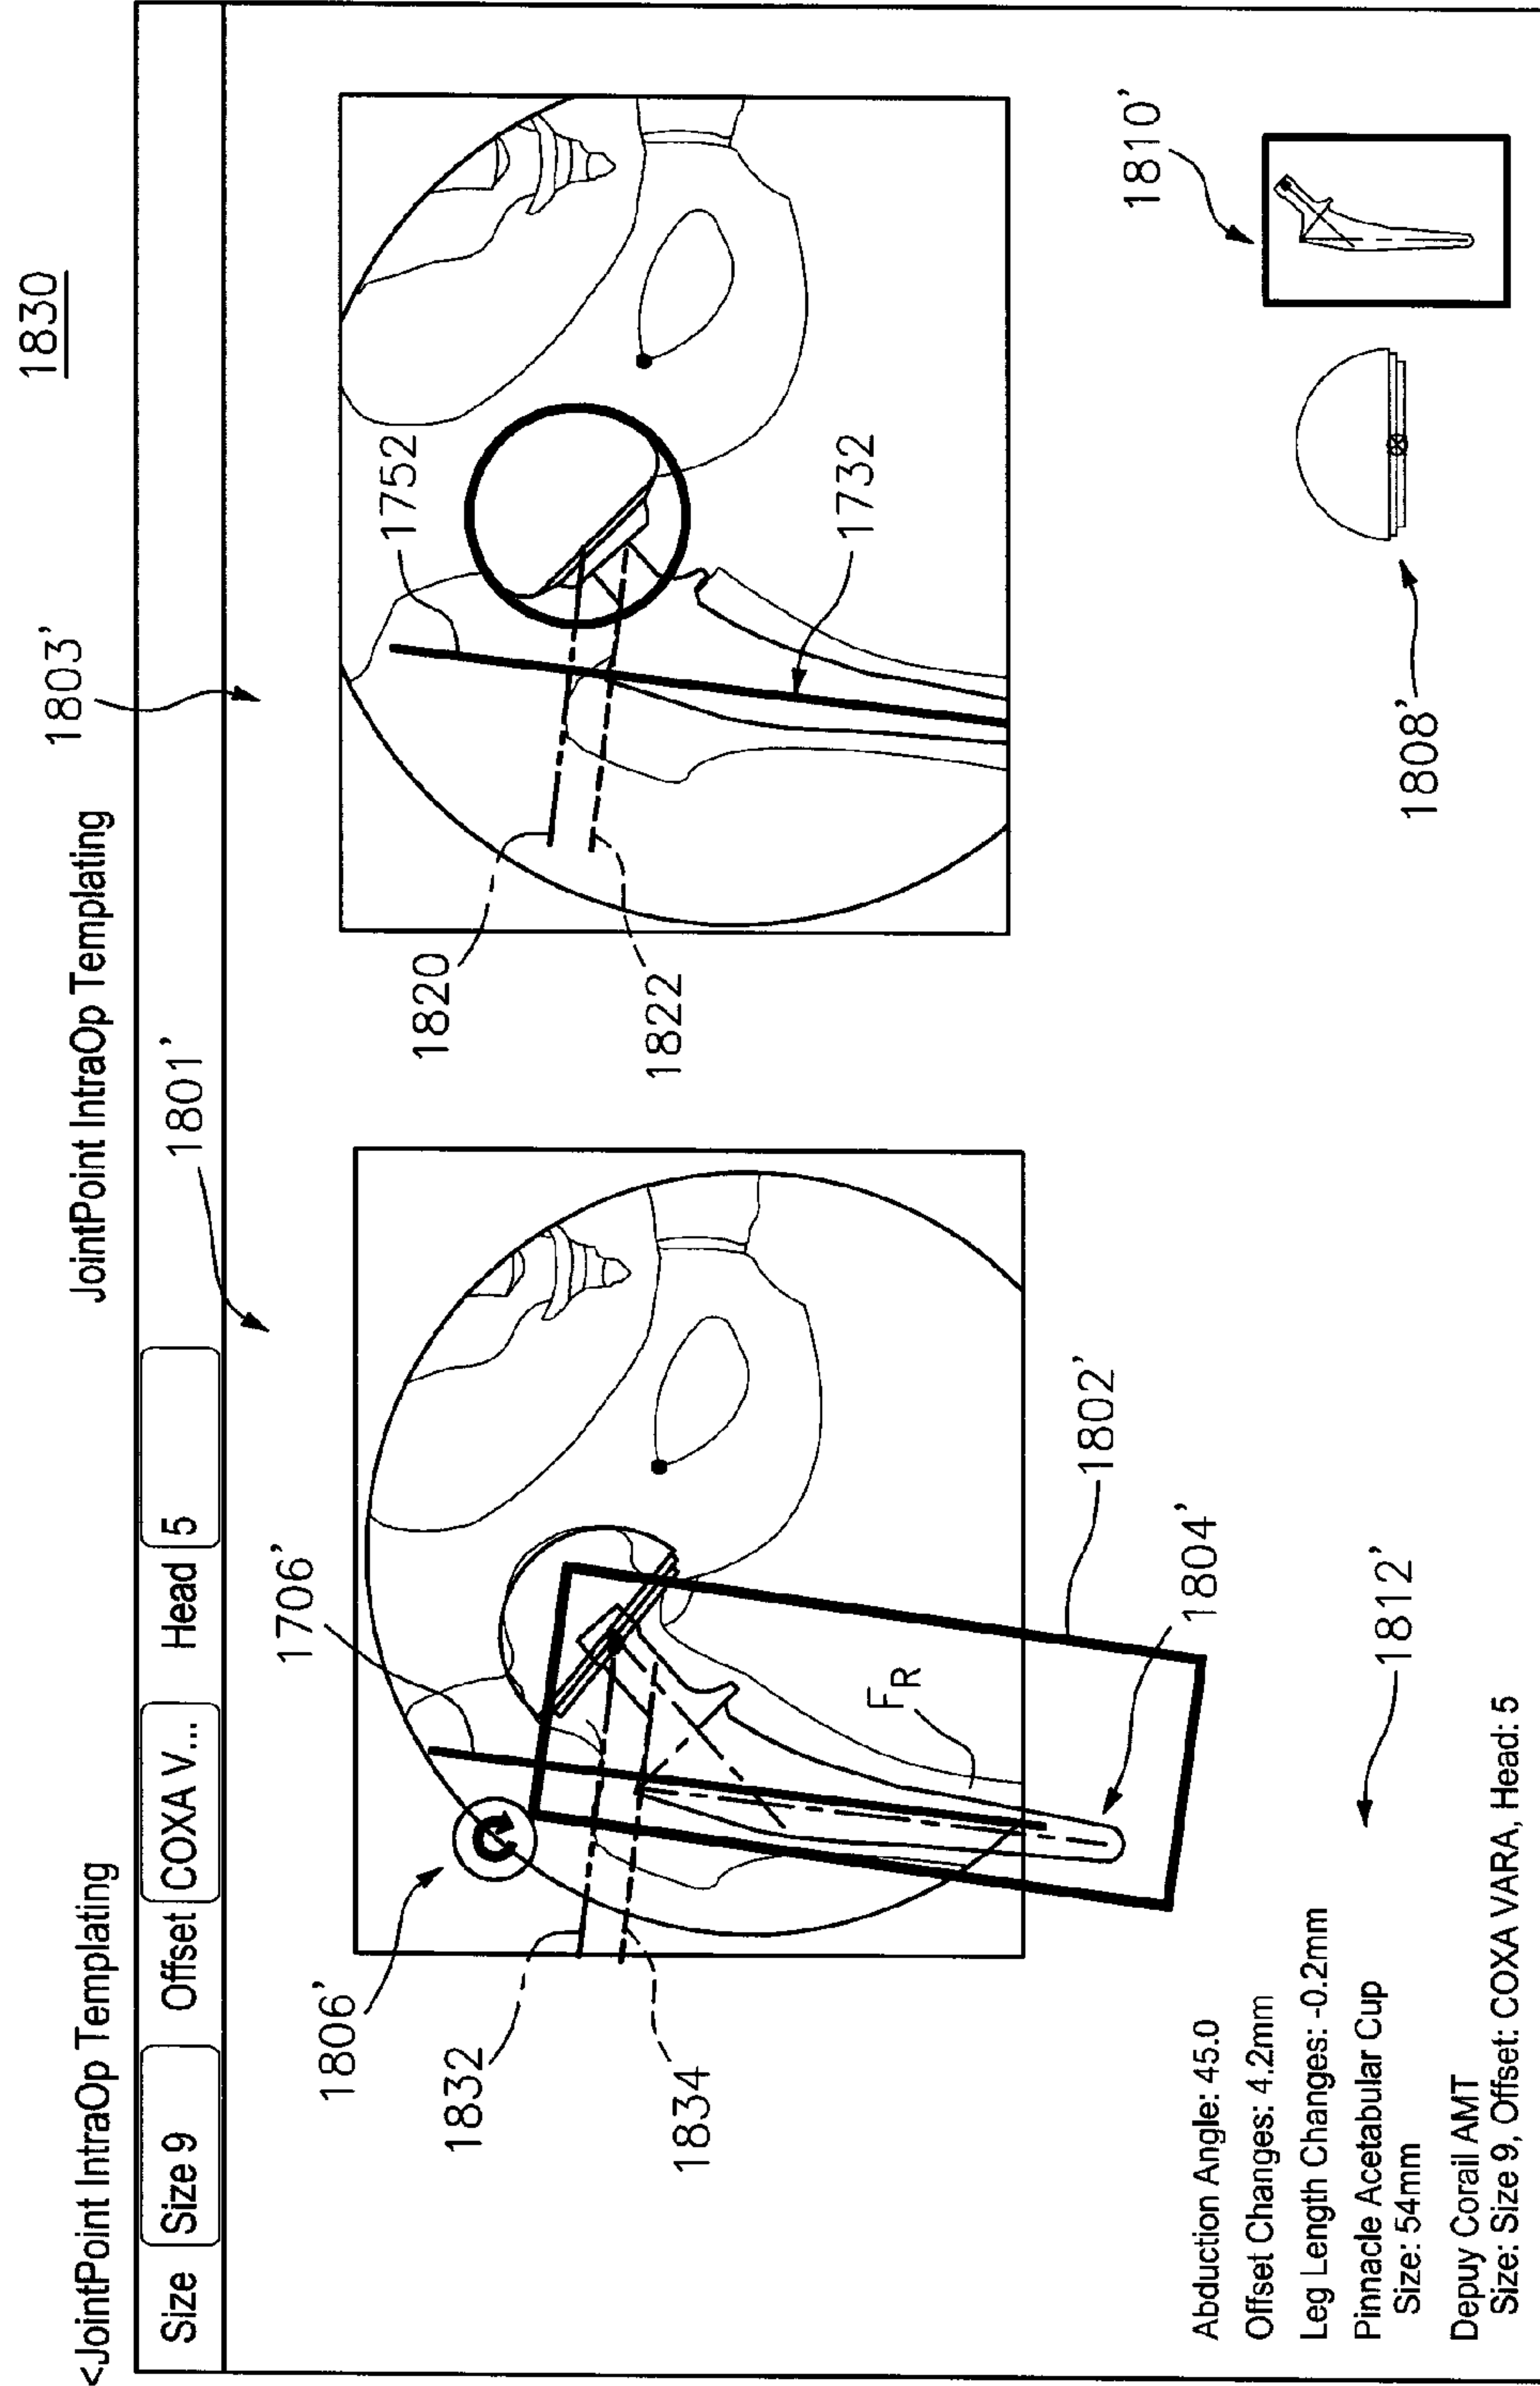 1830
<JointPoint IntraOp Templating
JointPoint IntraOp Templating
1803'
Size
Size 9
Offset
COXA V...
Head
5
1801'
1706'
1752
1806'
1820
1832
1822
1834
1732
FR
1802'
1804'
1810'
1808'
1812'
Abduction Angle: 45.0
Offset Changes: 4.2mm
Leg Length Changes: -0.2mm
Pinnacle Acetabular Cup
Size: 54mm
Depuy Corail AMT
Size: Size 9, Offset: COXA VARA, Head: 5